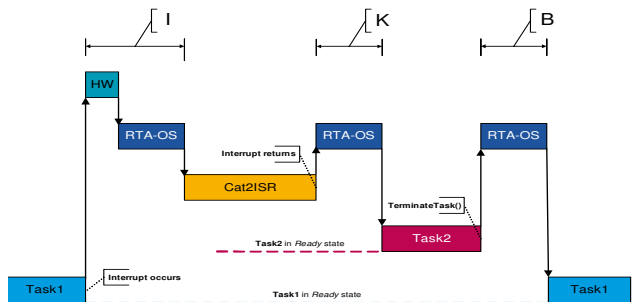 I
K
B
HW
RTA-OS
RTA-OS
RTA-OS
Interrupt returns
Cat2ISR
TerminateTask()
Task2
Task2 in Ready state
Task1
Interrupt occurs
Task1
Task1 in Ready state